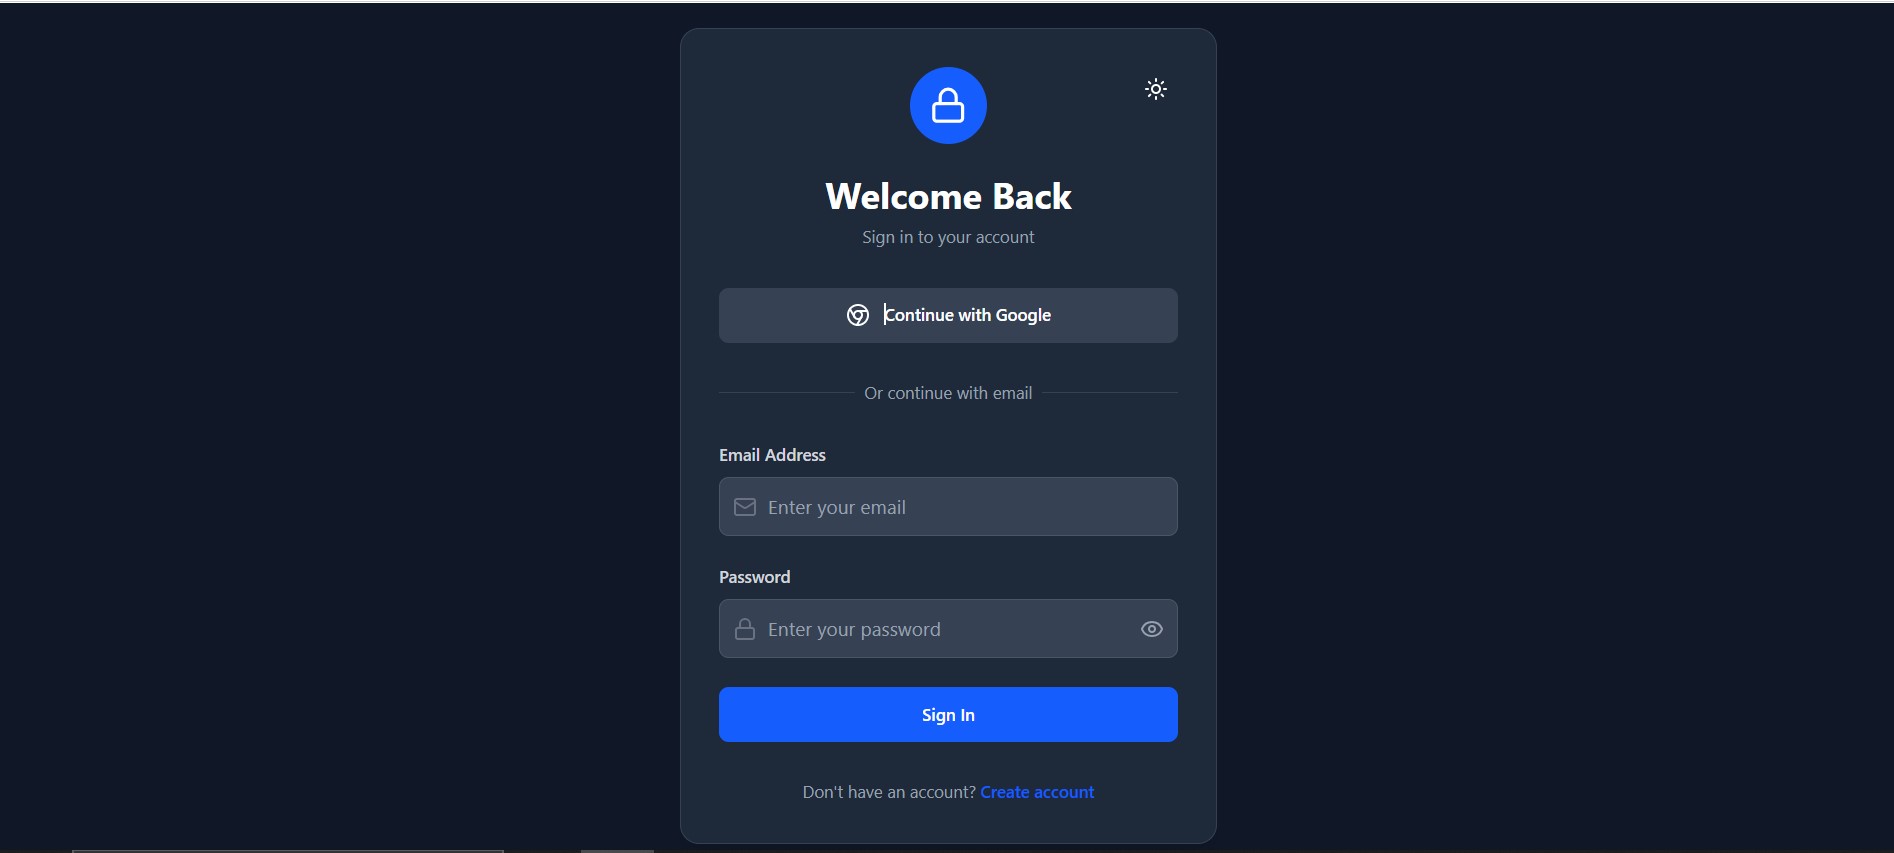 Welcome Back
Sign in to your account
Continue with Google
Or continue with email
Email Address
Enter your email
Password
Enter your password
Sign In
Don't have an account? Create account